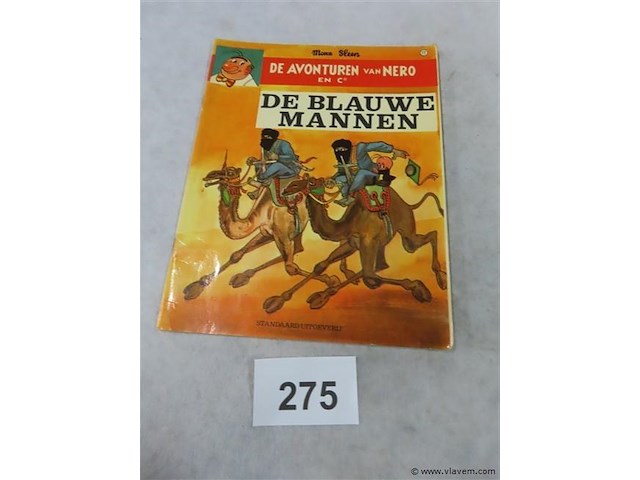 Marc Sleen
DE AVONTUREN VAN NERO
EN Co
DE BLAUWE
MANNEN
STANDAARD UITGEVERIJ
275
© www.vlavem.com